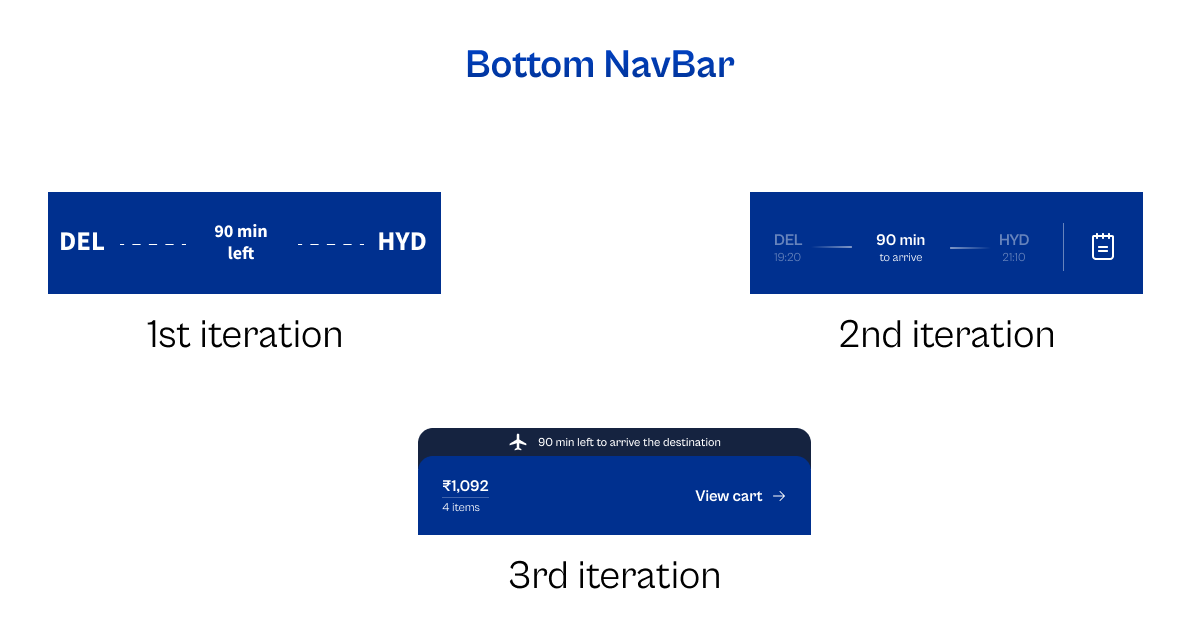 Bottom NavBar
DEL
90 min
left
HYD
1st iteration
DEL
19:20
90 min
to arrive
HYD
21:10
2nd iteration
90 min left to arrive the destination
₹1,092
4 items
View cart
3rd iteration